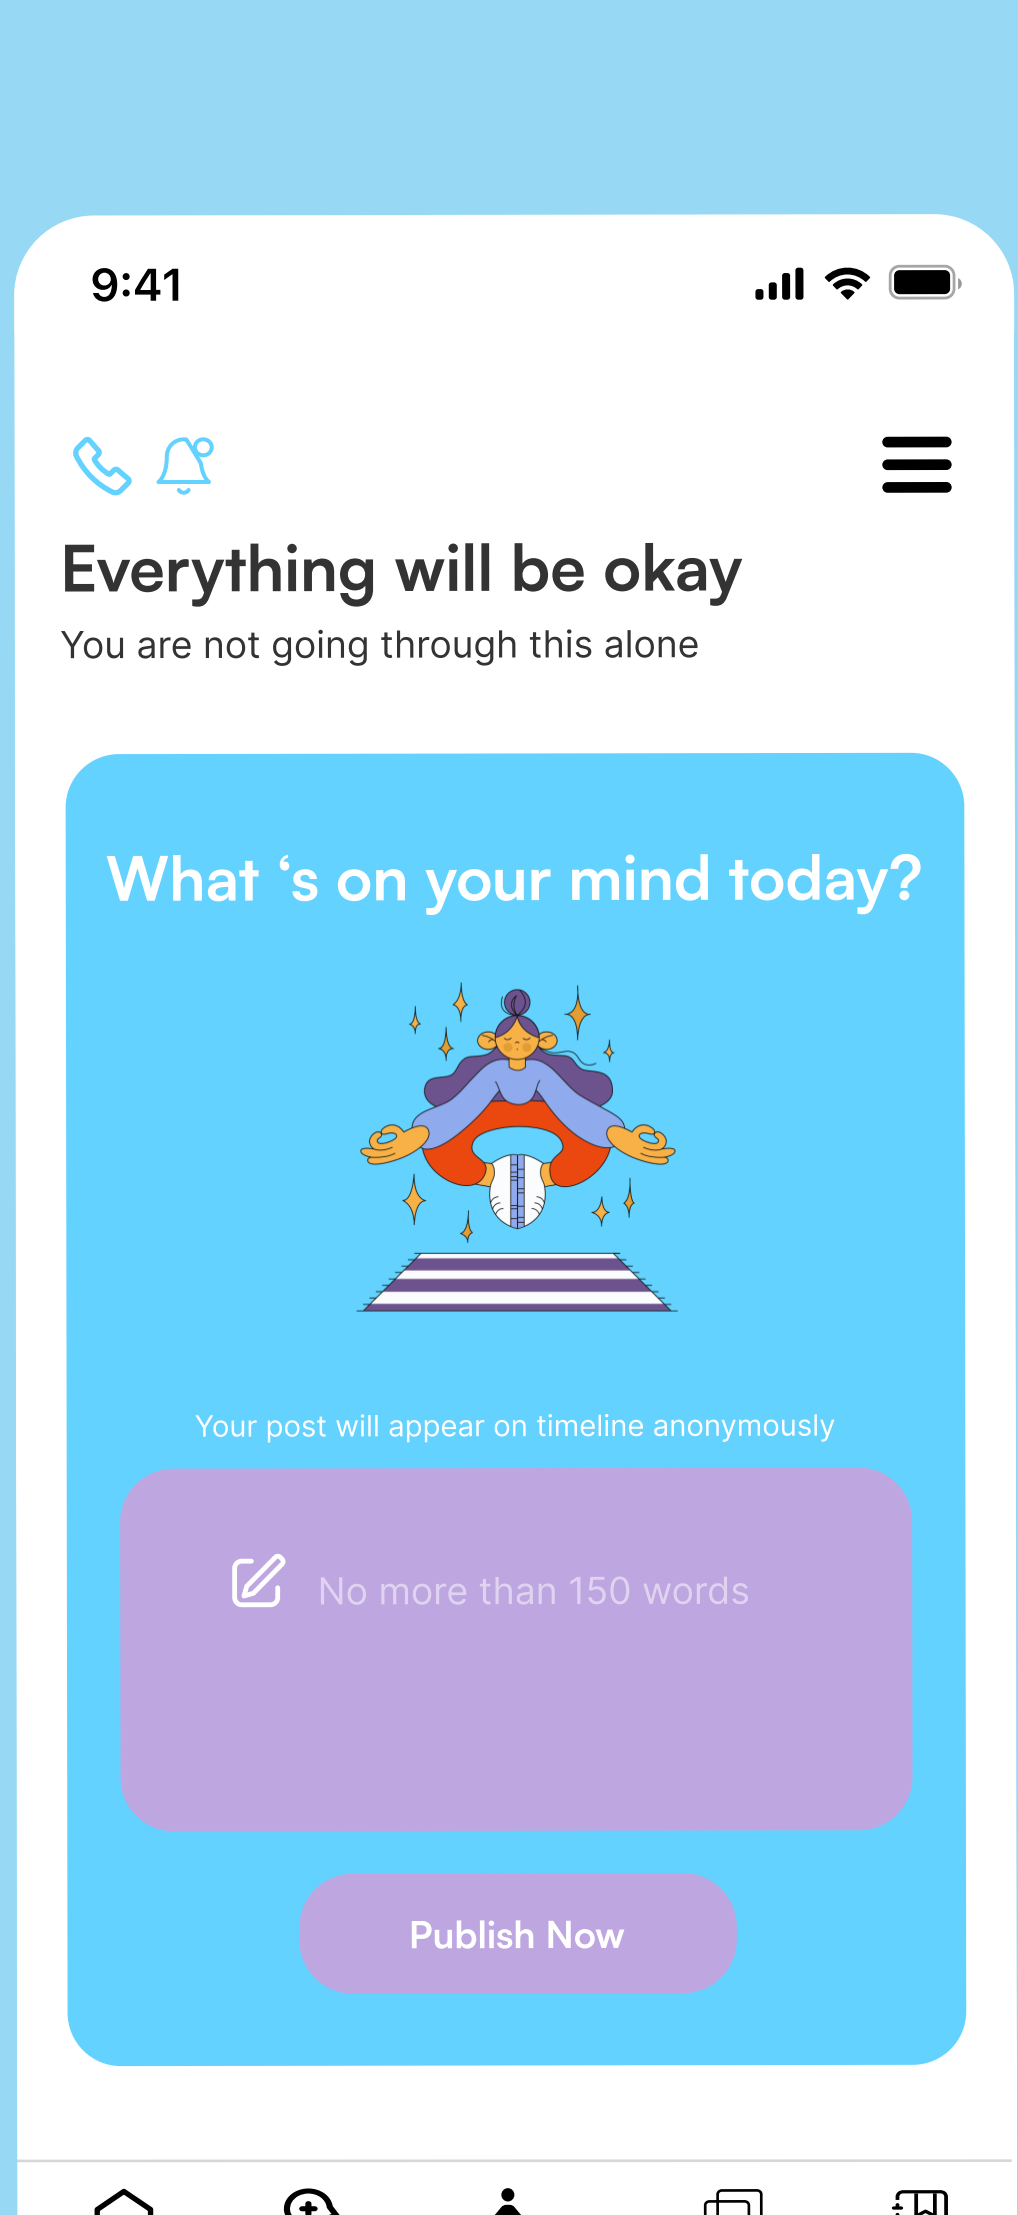 9:41
Everything will be okay
You are not going through this alone
What ‘s on your mind today?
Your post will appear on timeline anonymously
No more than 150 words
Publish Now